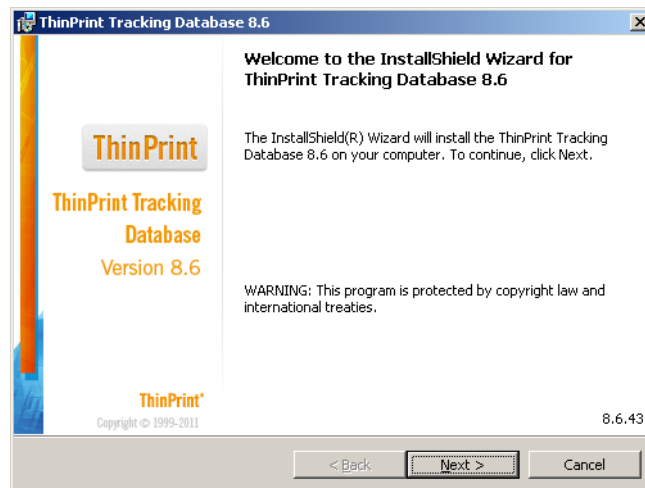 ThinPrint Tracking Database 8.6
Welcome to the InstallShield Wizard for
ThinPrint Tracking Database 8.6
ThinPrint
The InstallShield(R) Wizard will install the ThinPrint Tracking
Database 8.6 on your computer. To continue, click Next.
ThinPrint Tracking
Database
Version 8.6
WARNING: This program is protected by copyright law and
international treaties.
ThinPrint®
Copyright © 1999-2011
8.6.43
< Back
Next >
Cancel